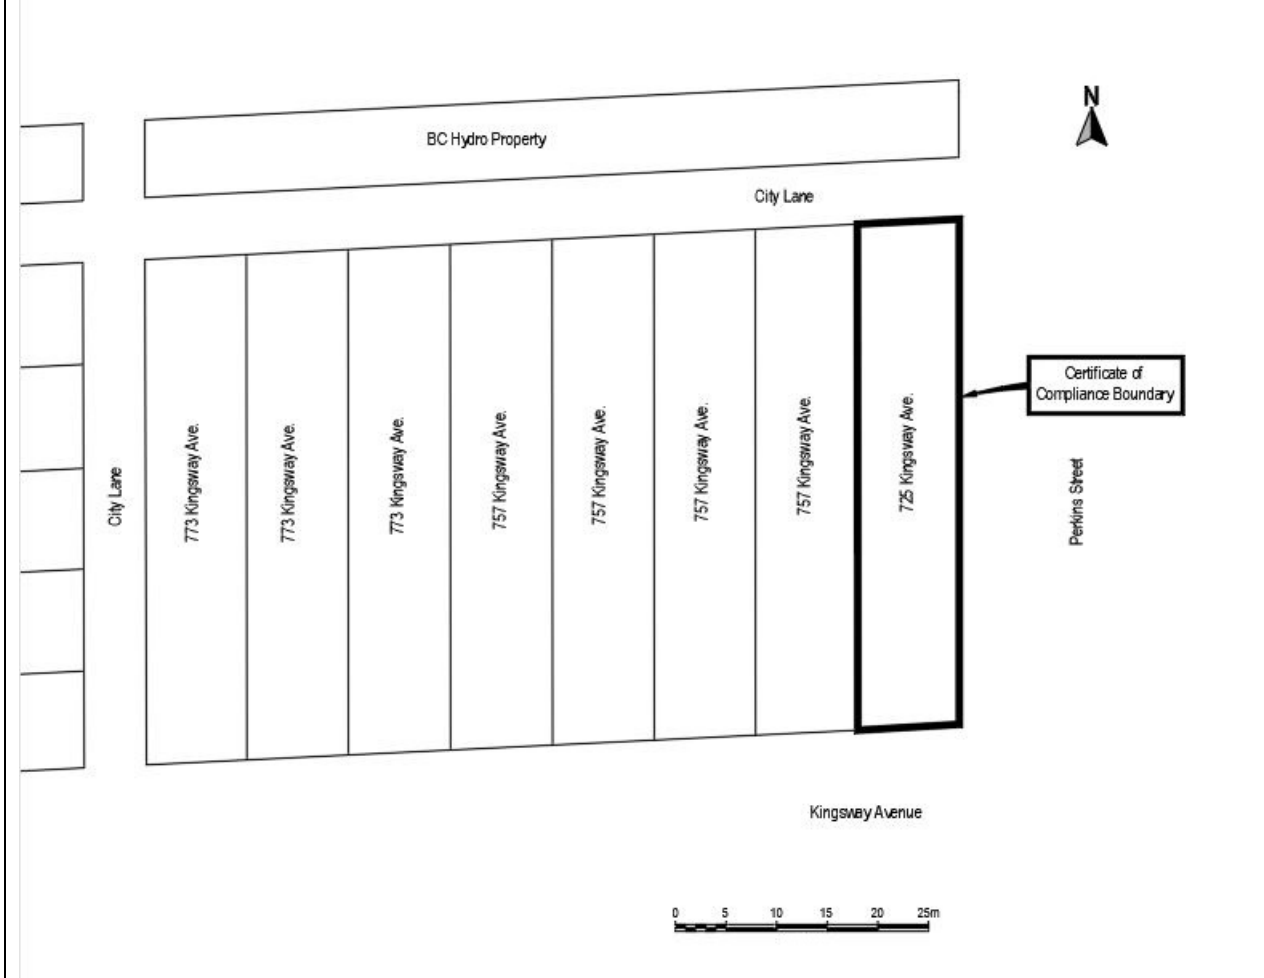 N
BC Hydro Property
City Lane
Certificate of
Compliance Boundary
773 Kingsway Ave.
773 Kingsway Ave.
773 Kingsway Ave.
757 Kingsway Ave.
757 Kingsway Ave.
757 Kingsway Ave.
757 Kingsway Ave.
725 Kingsway Ave.
City Lane
Perkins Street
Kingsway Avenue
0 5 10 15 20 25m